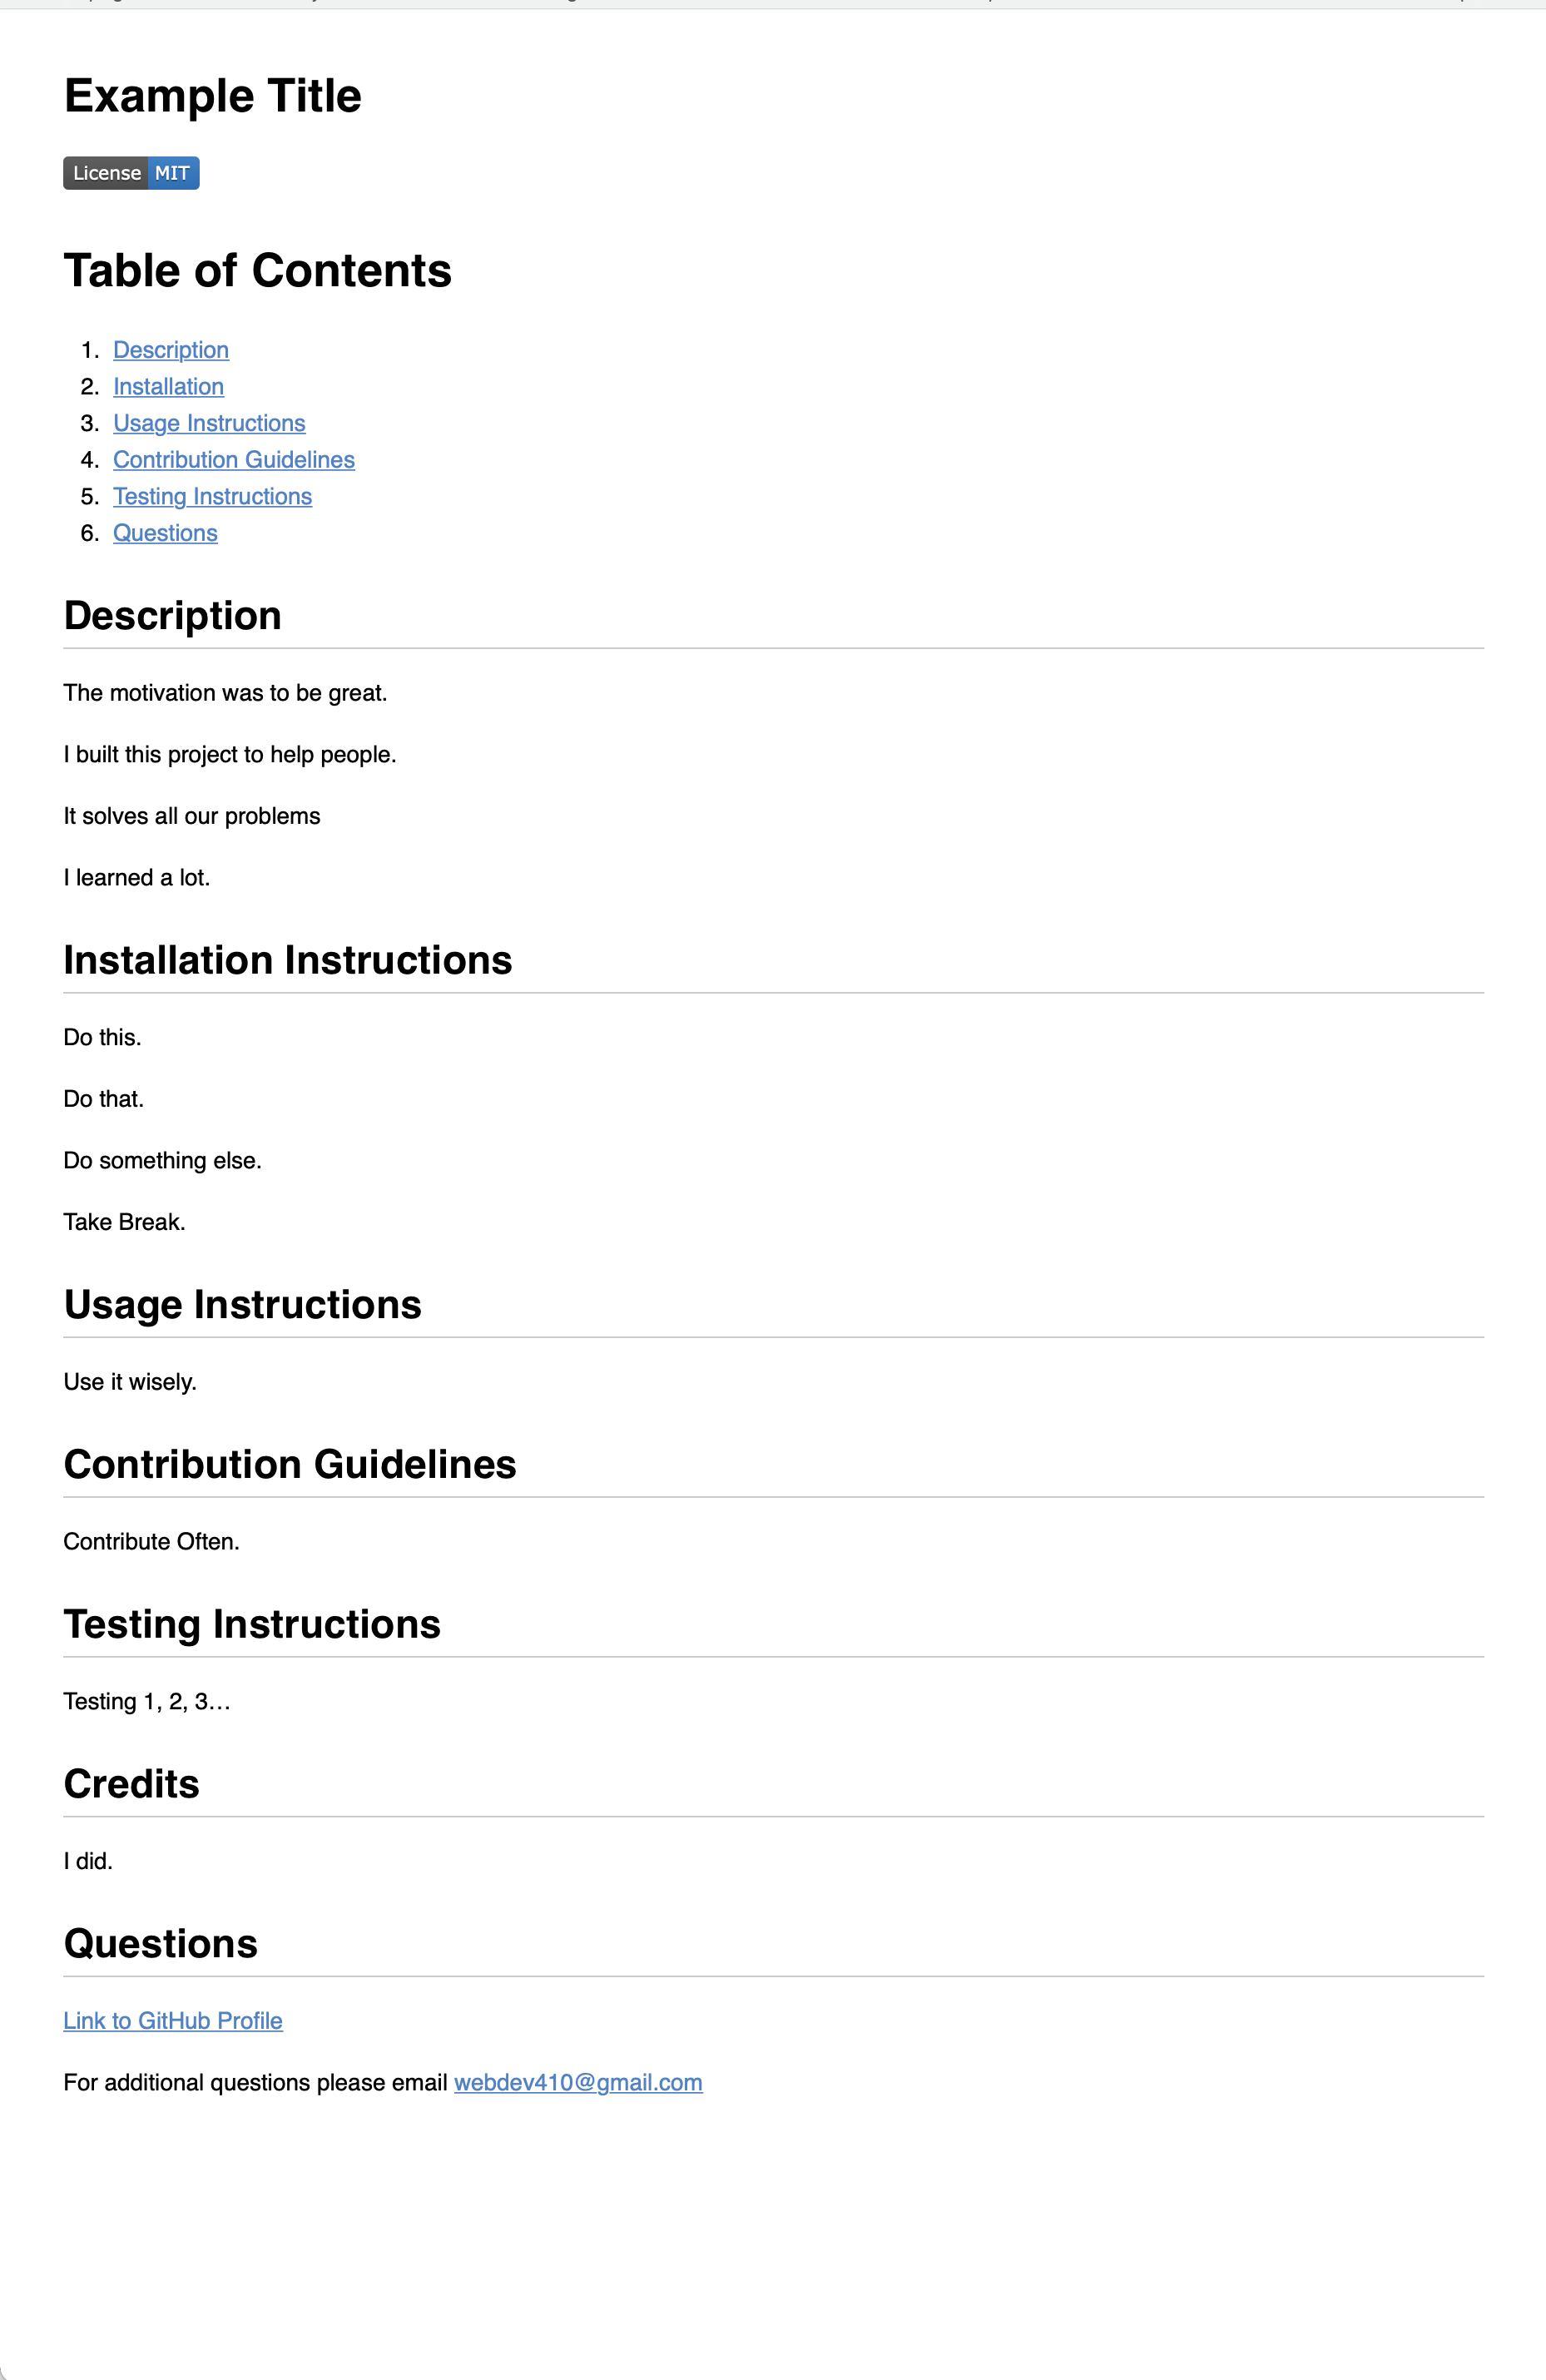 Example Title
License MIT
Table of Contents
1. Description
2. Installation
3. Usage Instructions
4. Contribution Guidelines
5. Testing Instructions
6. Questions
Description
The motivation was to be great.
I built this project to help people.
It solves all our problems
I learned a lot.
Installation Instructions
Do this.
Do that.
Do something else.
Take Break.
Usage Instructions
Use it wisely.
Contribution Guidelines
Contribute Often.
Testing Instructions
Testing 1, 2, 3…
Credits
I did.
Questions
Link to GitHub Profile
For additional questions please email webdev410@gmail.com